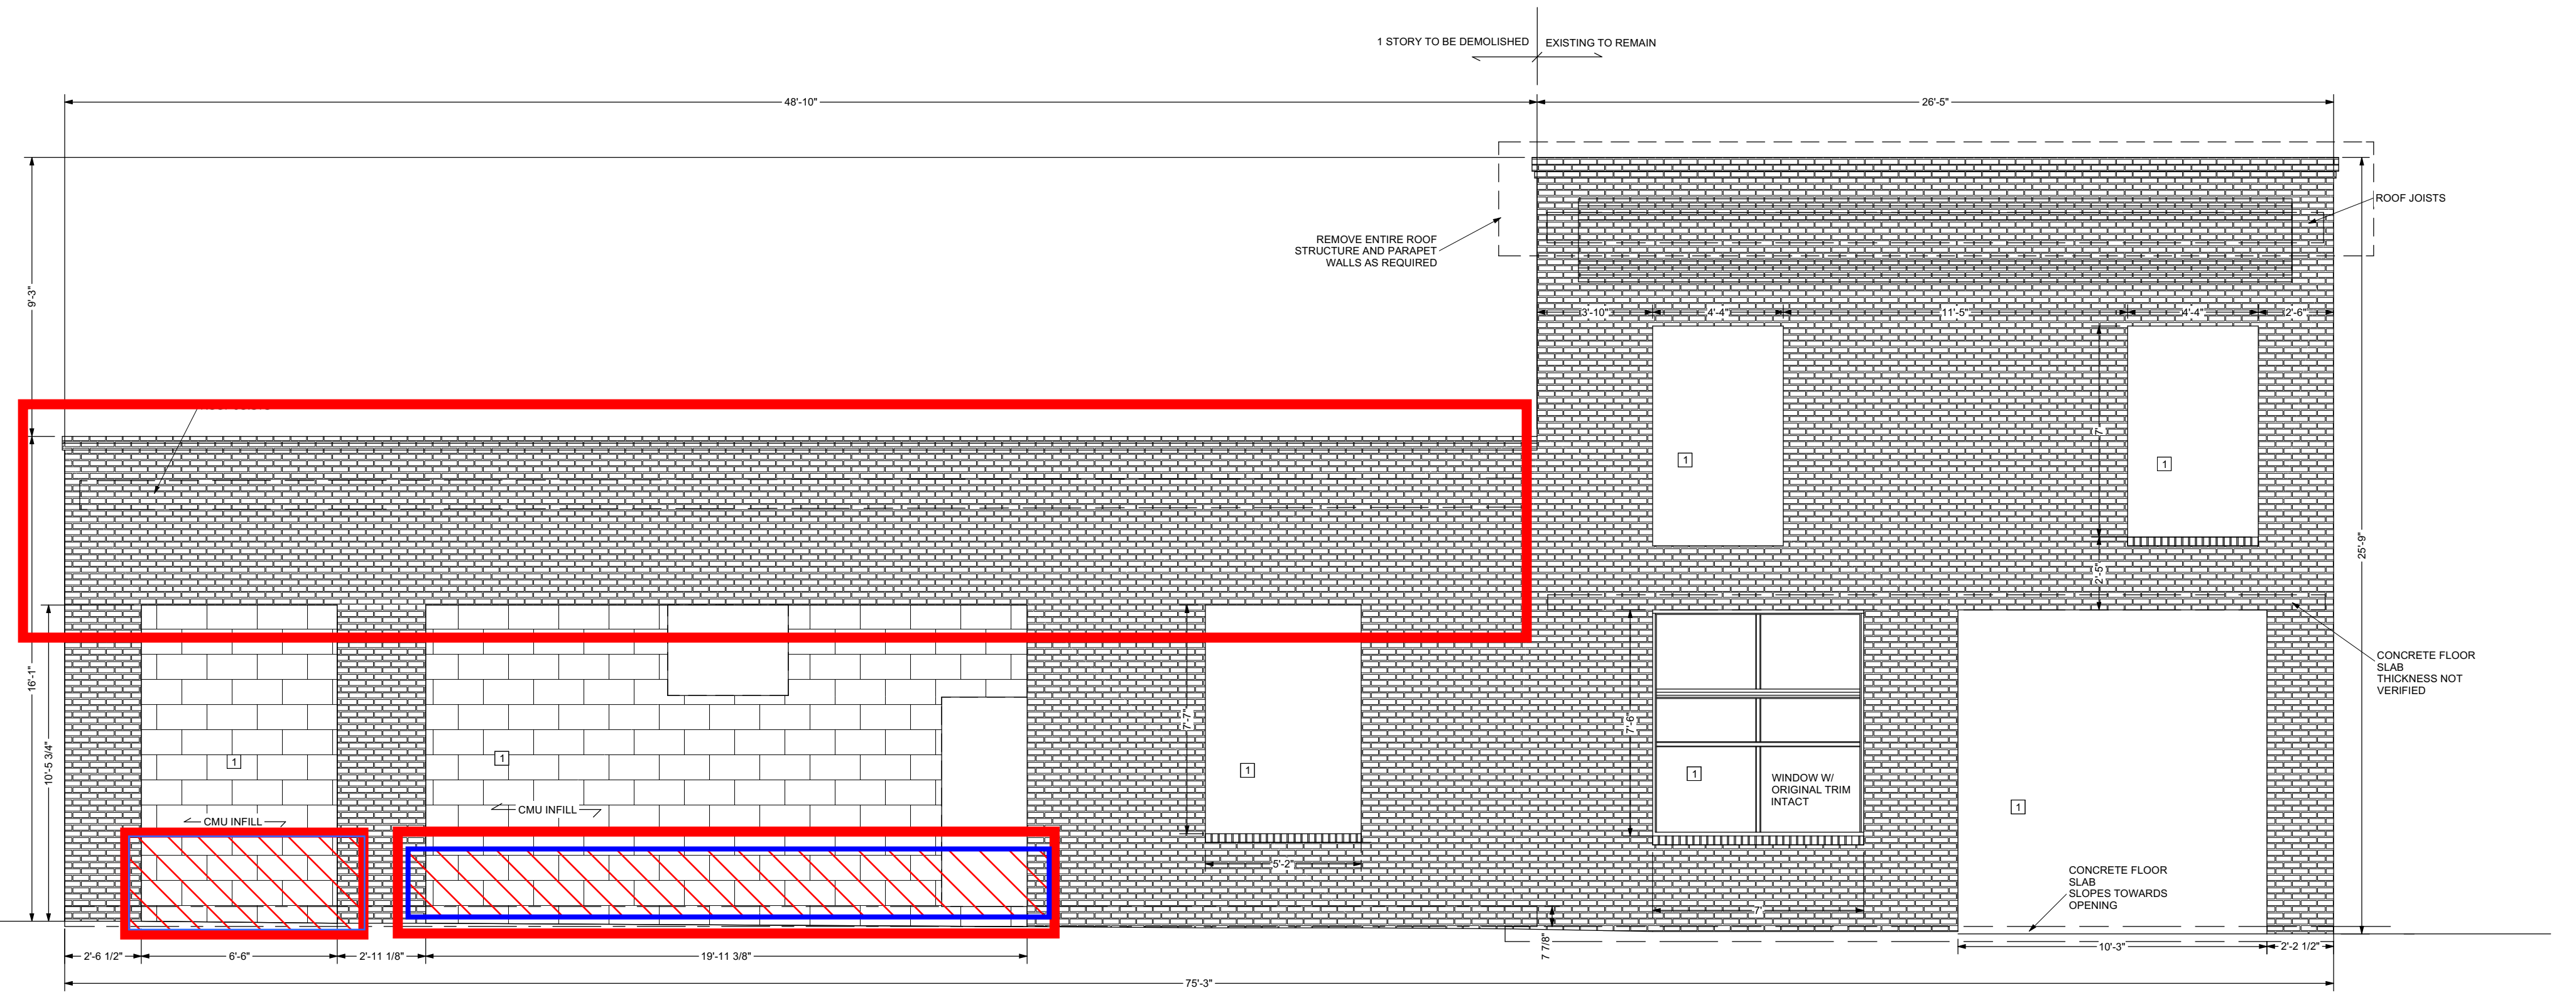 1 STORY TO BE DEMOLISHED
EXISTING TO REMAIN
48'-10"
26'-5"
ROOF JOISTS
REMOVE ENTIRE ROOF
STRUCTURE AND PARAPET
WALLS AS REQUIRED
9'-3"
3'-10"
4'-4"
11'-5"
4'-4"
2'-6"
7'
1
1
25'-9"
2'-5"
16'-1"
10'-5 3/4"
7'-7"
7'-6"
CONCRETE FLOOR
SLAB
THICKNESS NOT
VERIFIED
1
1
1
1
WINDOW W/
ORIGINAL TRIM
INTACT
1
CMU INFILL
CMU INFILL
5'-2"
CONCRETE FLOOR
SLAB
SLOPES TOWARDS
OPENING
7'
7 7/8"
10'-3"
2'-2 1/2"
2'-6 1/2"
6'-6"
2'-11 1/8"
19'-11 3/8"
75'-3"